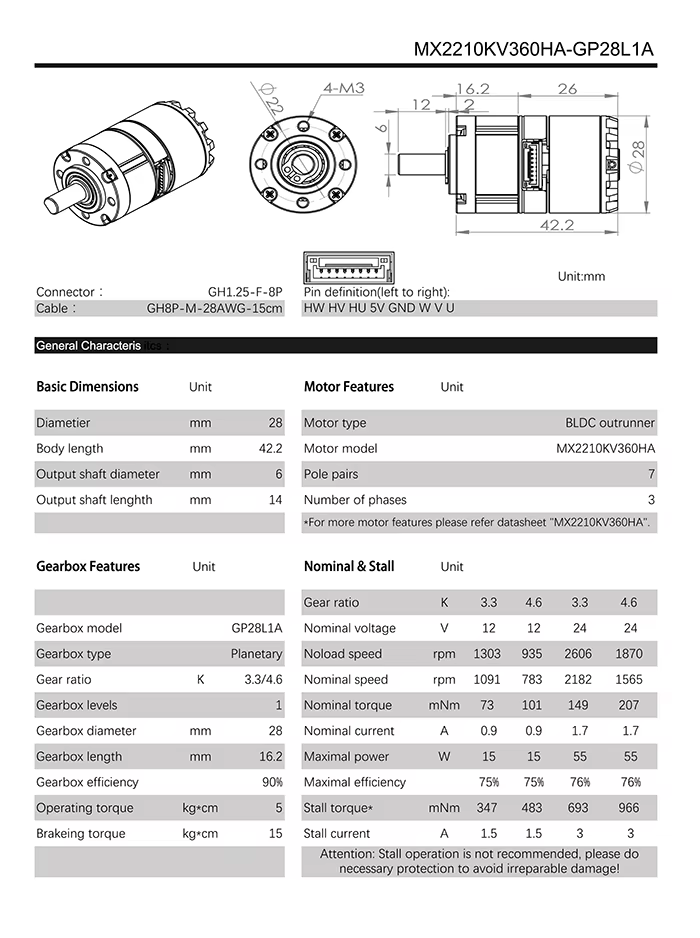 MX2210KV360HA-GP28L1A
Φ 22
4-M3
16.2
26
12
2
6
Φ28
42.2
Unit:mm
Connector：
GH1.25-F-8P
Pin definition(left to right):
Cable：
GH8P-M-28AWG-15cm
HW HV HU 5V GND W V U
General Characteristics :
Basic Dimensions Unit
Motor Features Unit
Diametier mm 28
Motor type BLDC outrunner
Body length mm 42.2
Motor model MX2210KV360HA
Output shaft diameter mm 6
Pole pairs 7
Output shaft lenghth mm 14
Number of phases 3
*For more motor features please refer datasheet "MX2210KV360HA".
Gearbox Features Unit
Nominal & Stall Unit
Gear ratio K 3.3 4.6 3.3 4.6
Gearbox model GP28L1A
Nominal voltage V 12 12 24 24
Gearbox type Planetary
Noload speed rpm 1303 935 2606 1870
Gear ratio K 3.3/4.6
Nominal speed rpm 1091 783 2182 1565
Gearbox levels 1
Nominal torque mNm 73 101 149 207
Gearbox diameter mm 28
Nominal current A 0.9 0.9 1.7 1.7
Gearbox length mm 16.2
Maximal power W 15 15 55 55
Gearbox efficiency 90%
Maximal efficiency 75% 75% 76% 76%
Operating torque kg*cm 5
Stall torque* mNm 347 483 693 966
Brakeing torque kg*cm 15
Stall current A 1.5 1.5 3 3
Attention: Stall operation is not recommended, please do
necessary protection to avoid irreparable damage!